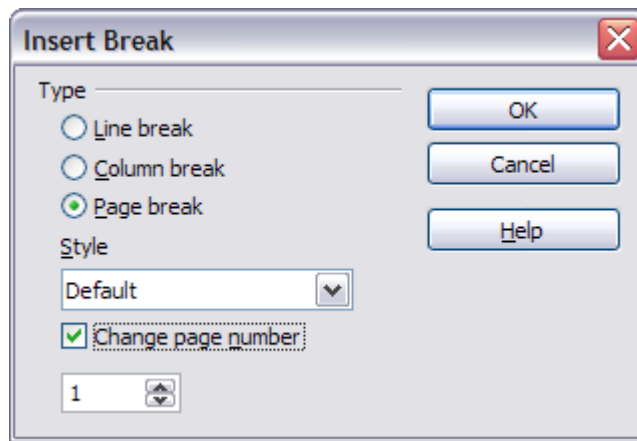 Insert Break
Type
Line break
Column break
Page break
Style
Default
Change page number
1
OK
Cancel
Help